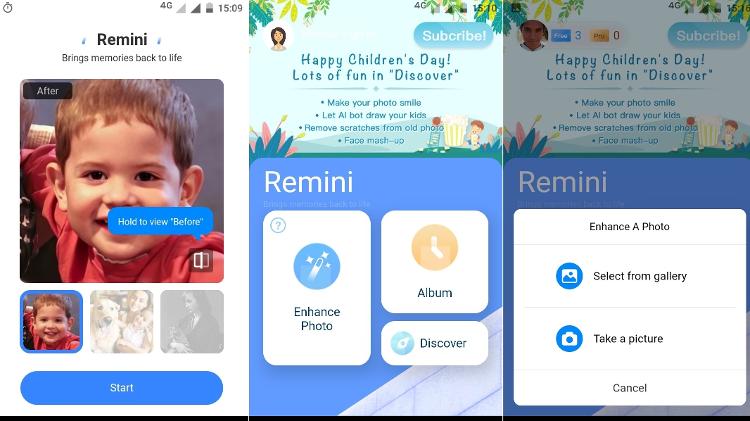 4G 15:09
Remini
Brings memories back to life
After
Hold to view "Before"
Start
4G
Subcribe!
Happy Children's Day!
Lots of fun in "Discover"
• Make your photo smile
• Let AI bot draw your kids
• Remove scratches from old photo
• Face mash-up
Remini
Brings memories back to life
?
Enhance
Photo
Album
Discover
4G
Free 3 Pro 0
Subcribe!
Happy Children's Day!
Lots of fun in "Discover"
• Make your photo smile
• Let AI bot draw your kids
• Remove scratches from old photo
• Face mash-up
Remini
Enhance A Photo
Select from gallery
Take a picture
Cancel